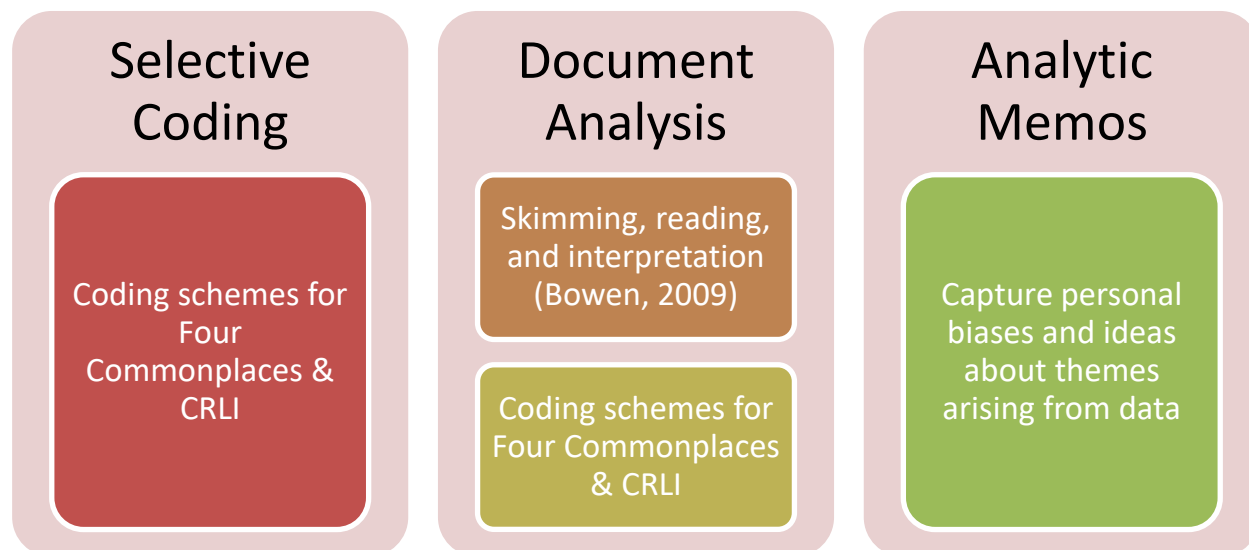 Selective
Coding
Coding schemes for
Four
Commonplaces &
CRLI
Document
Analysis
Skimming, reading,
and interpretation
(Bowen, 2009)
Coding schemes for
Four Commonplaces
& CRLI
Analytic
Memos
Capture personal
biases and ideas
about themes
arising from data